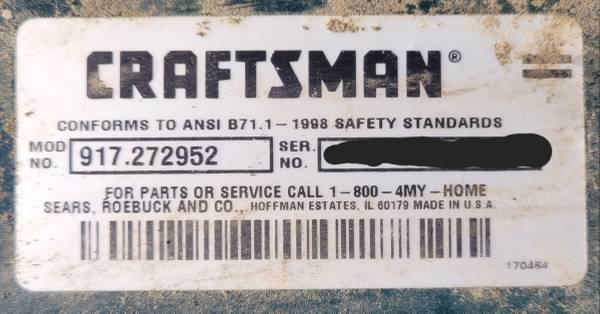 CRAFTSMAN®
CONFORMS TO ANSI B71.1-1998 SAFETY STANDARDS
MOD NO. 917.272952 SER. NO.
FOR PARTS OR SERVICE CALL 1-800-4MY-HOME
SEARS, ROEBUCK AND CO., HOFFMAN ESTATES, IL 60179 MADE IN U.S.A.
170464